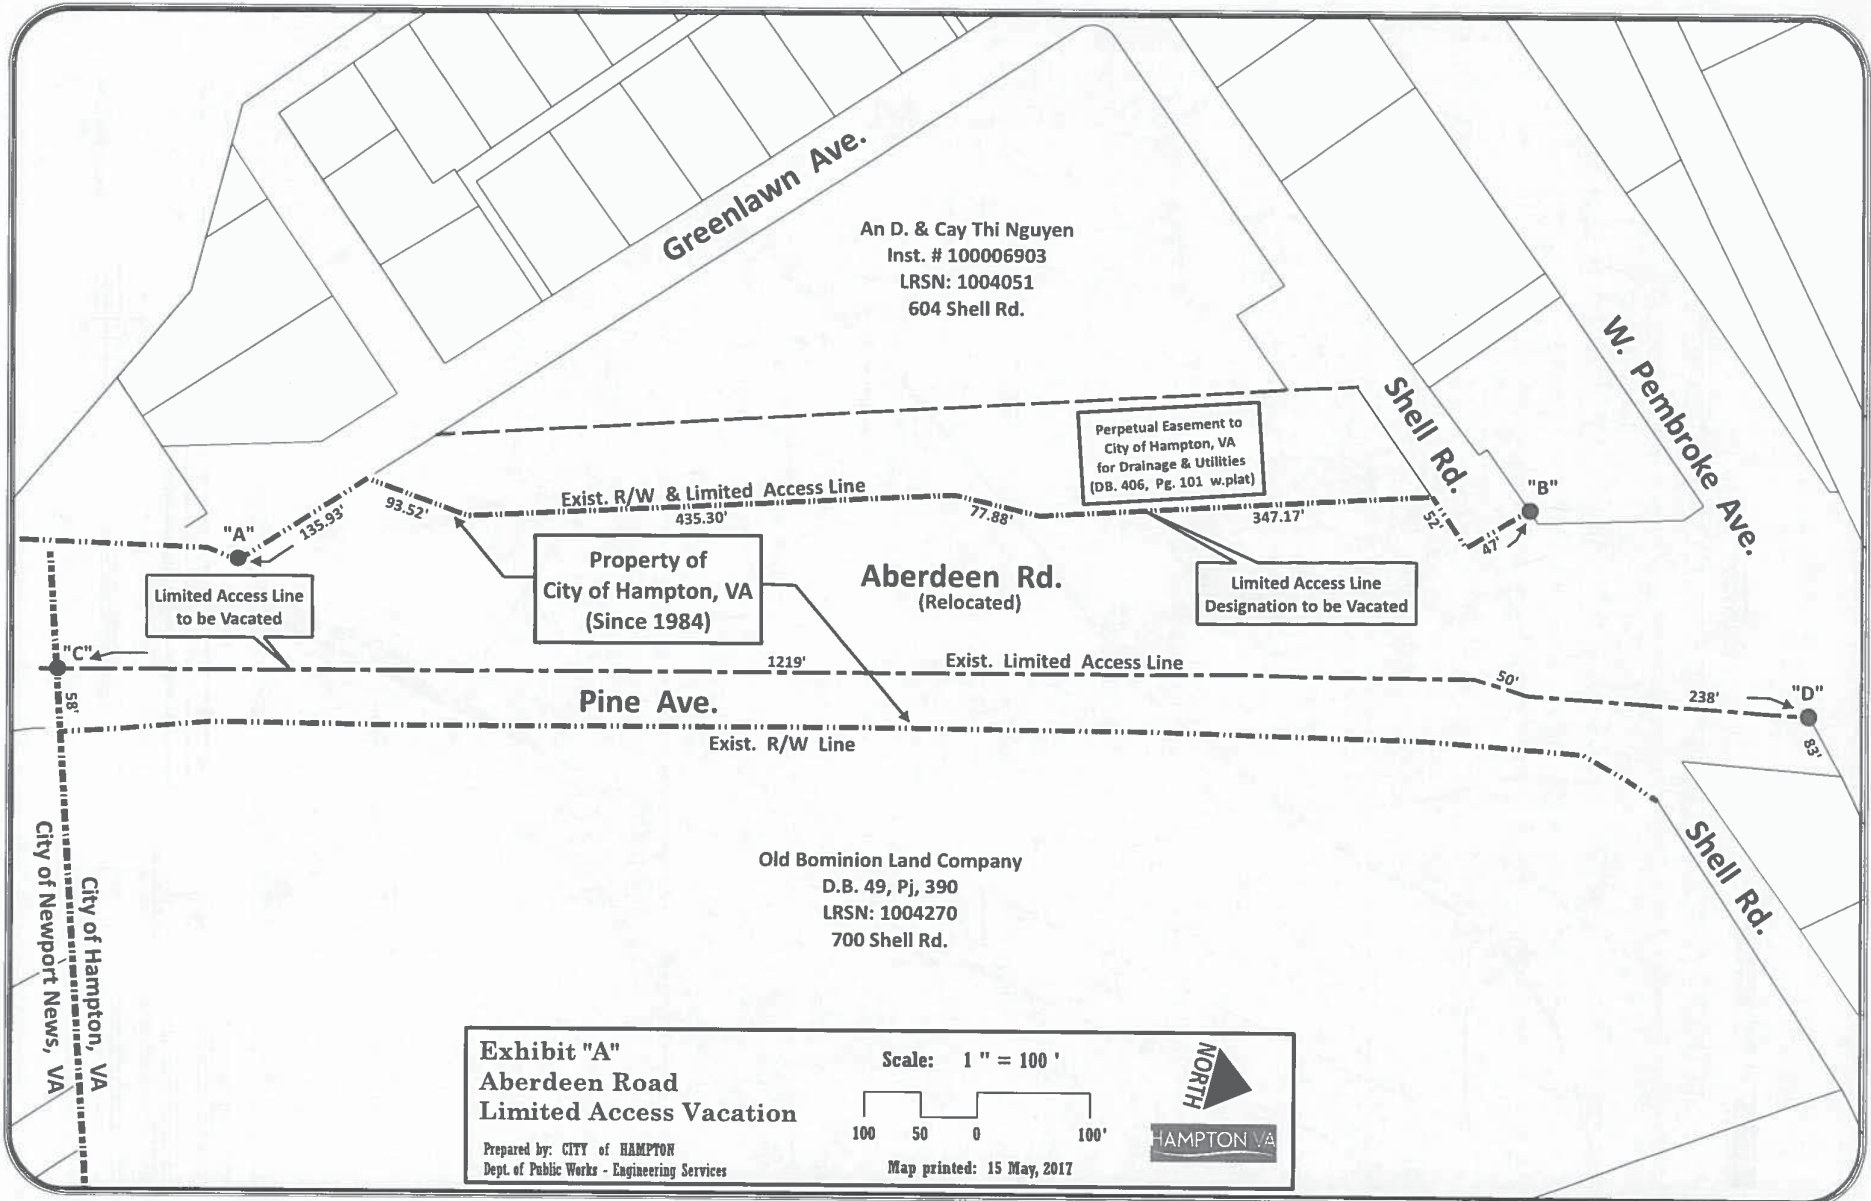 Greenlawn Ave.
An D. & Cay Thi Nguyen
Inst. # 100006903
LRSN: 1004051
604 Shell Rd.
W. Pembroke Ave.
Shell Rd.
Perpetual Easement to
City of Hampton, VA
for Drainage & Utilities
(DB. 406, Pg. 101 w.plat)
"A"
135.93'
93.52'
Exist. R/W & Limited Access Line
435.30'
77.88'
347.17'
52'
47'
"B"
Limited Access Line
to be Vacated
Property of
City of Hampton, VA
(Since 1984)
Aberdeen Rd.
(Relocated)
Limited Access Line
Designation to be Vacated
"C"
58'
1219'
Exist. Limited Access Line
50'
238'
"D"
83'
Pine Ave.
Exist. R/W Line
Shell Rd.
City of Newport News, VA
City of Hampton, VA
Old Bominion Land Company
D.B. 49, Pj, 390
LRSN: 1004270
700 Shell Rd.
Exhibit "A"
Aberdeen Road
Limited Access Vacation
Prepared by: CITY of HAMPTON
Dept. of Public Works - Engineering Services
Scale: 1 " = 100 '
100 50 0 100'
Map printed: 15 May, 2017
NORTH
HAMPTON VA